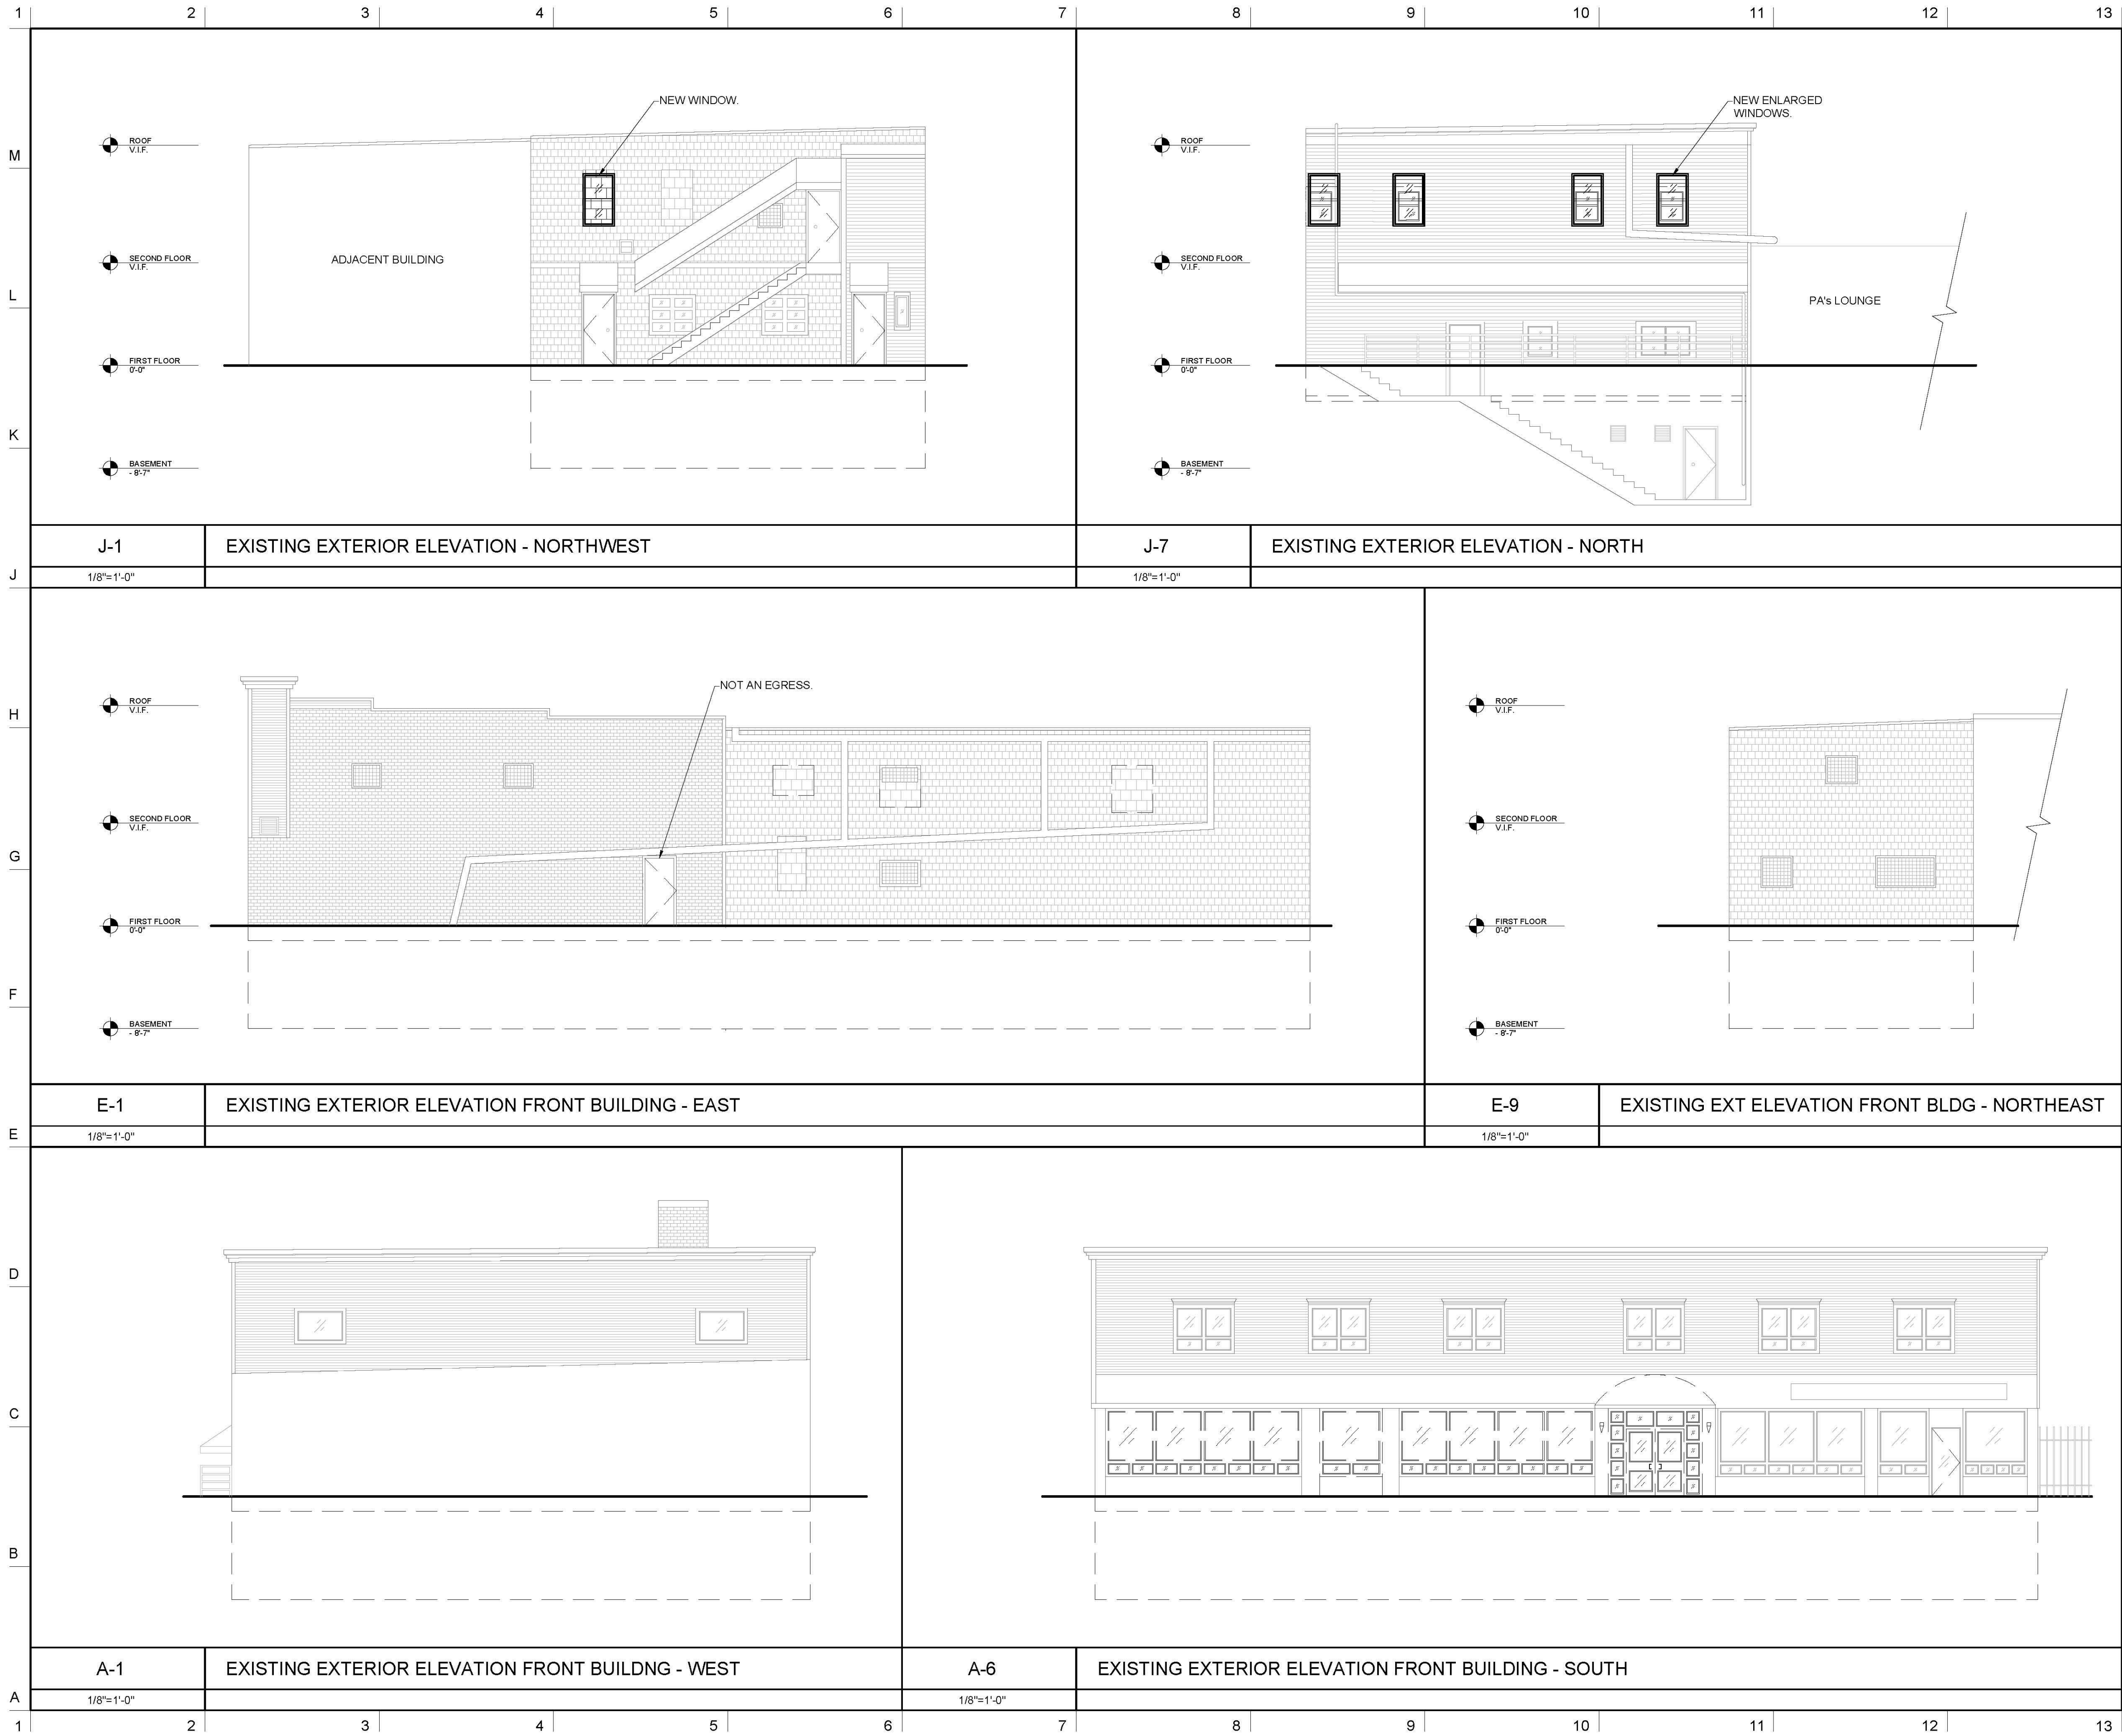 1 2 3 4 5 6 7 8 9 10 11 12 13
M
L
K
J
H
G
F
E
D
C
B
A
NEW WINDOW.
ROOF
V.I.F.
SECOND FLOOR
V.I.F.
ADJACENT BUILDING
FIRST FLOOR
0'-0"
BASEMENT
- 8'-7"
J-1 EXISTING EXTERIOR ELEVATION - NORTHWEST
1/8"=1'-0"
NEW ENLARGED
WINDOWS.
ROOF
V.I.F.
SECOND FLOOR
V.I.F.
PA's LOUNGE
FIRST FLOOR
0'-0"
BASEMENT
- 8'-7"
J-7 EXISTING EXTERIOR ELEVATION - NORTH
1/8"=1'-0"
NOT AN EGRESS.
ROOF
V.I.F.
SECOND FLOOR
V.I.F.
FIRST FLOOR
0'-0"
BASEMENT
- 8'-7"
E-1 EXISTING EXTERIOR ELEVATION FRONT BUILDING - EAST
1/8"=1'-0"
ROOF
V.I.F.
SECOND FLOOR
V.I.F.
FIRST FLOOR
0'-0"
BASEMENT
- 8'-7"
E-9 EXISTING EXT ELEVATION FRONT BLDG - NORTHEAST
1/8"=1'-0"
A-1 EXISTING EXTERIOR ELEVATION FRONT BUILDNG - WEST
1/8"=1'-0"
A-6 EXISTING EXTERIOR ELEVATION FRONT BUILDING - SOUTH
1/8"=1'-0"
1 2 3 4 5 6 7 8 9 10 11 12 13